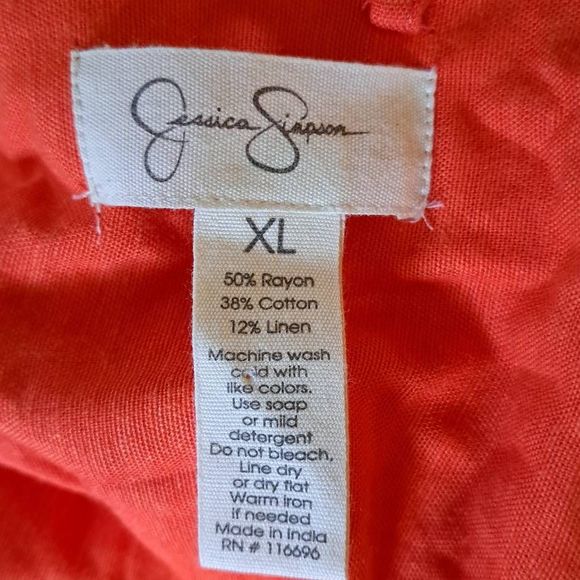 Jessica Simpson
XL
50% Rayon
38% Cotton
12% Linen
Machine wash
cold with
like colors.
Use soap
or mild
detergent
Do not bleach.
Line dry
or dry flat
Warm iron
if needed
Made in India
RN # 116696